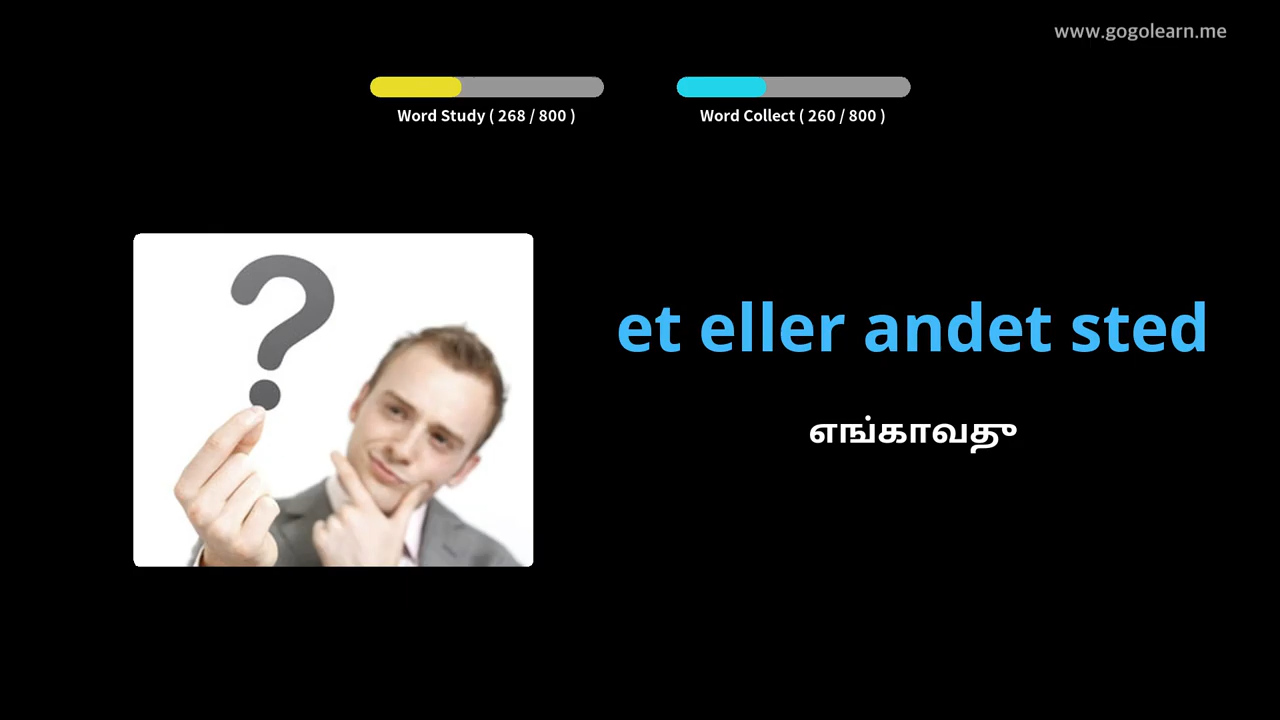 www.gogolearn.me
Word Study ( 268 / 800 )
Word Collect ( 260 / 800 )
et eller andet sted
எங்காவது